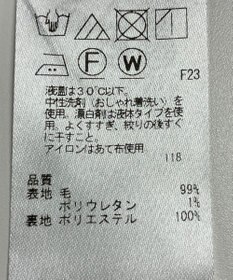 F W F23
液温は30℃以下。
中性洗剤(おしゃれ着洗い)を
使用。漂白剤は液体タイプを使
用。よくすすぎ、絞りの後すぐ
に干すこと。
アイロンはあて布使用
118
品質
表地 毛 99%
ポリウレタン 1%
裏地 ポリエステル 100%